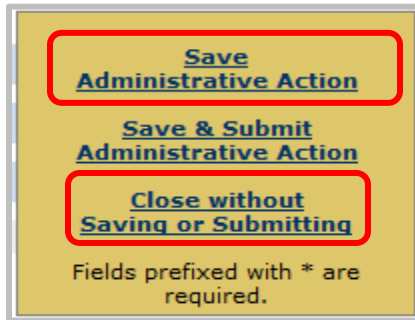 Save
Administrative Action
Save & Submit
Administrative Action
Close without
Saving or Submitting
Fields prefixed with * are
required.